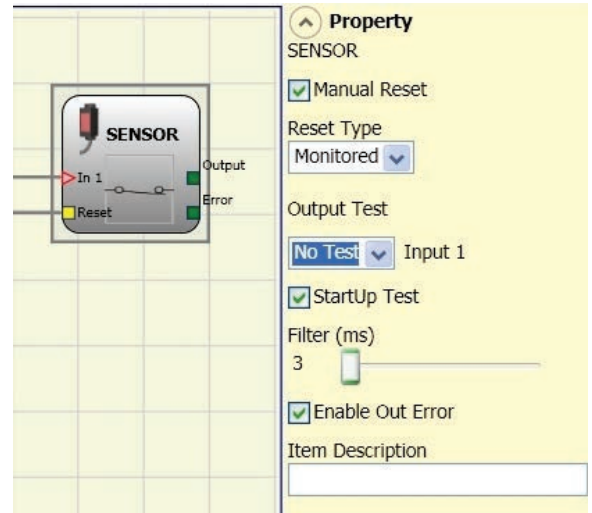 SENSOR
In 1
Output
Reset
Error
Property
SENSOR
Manual Reset
Reset Type
Monitored
Output Test
No Test Input 1
StartUp Test
Filter (ms)
3
Enable Out Error
Item Description